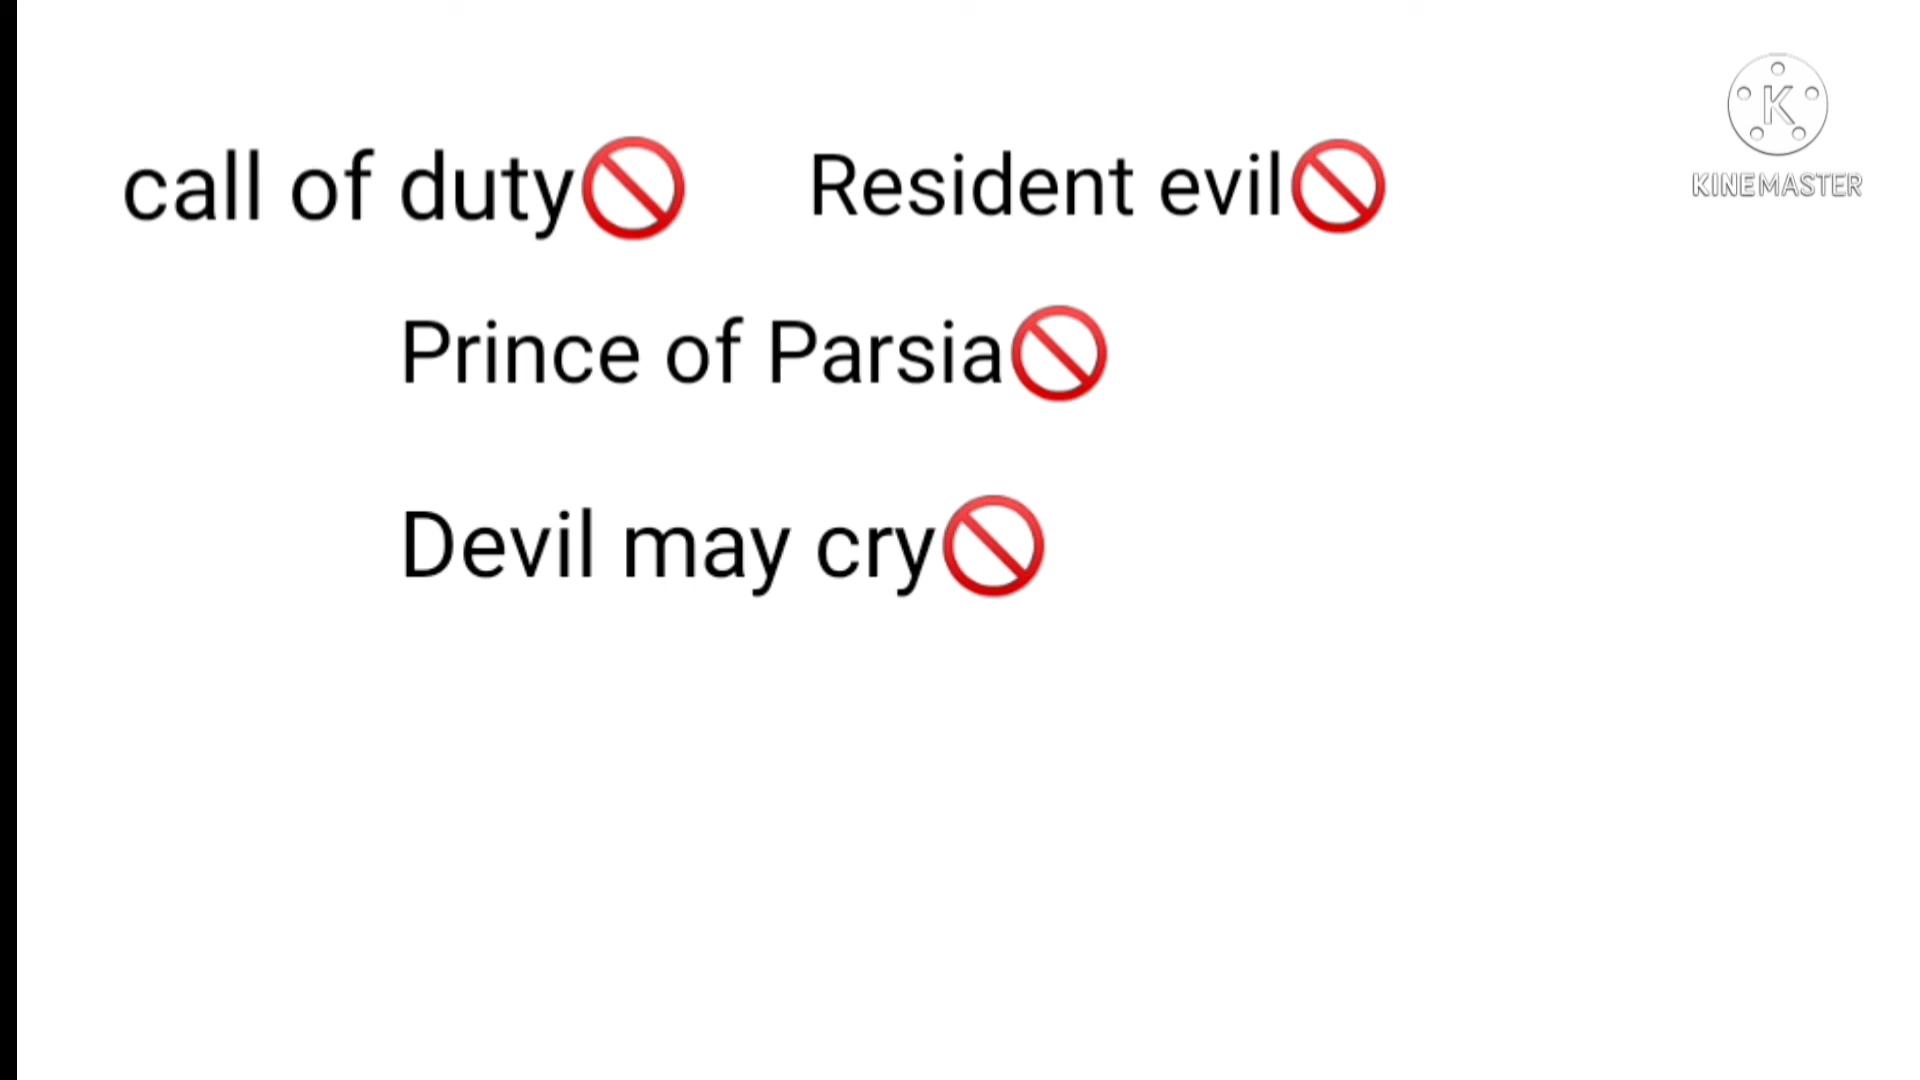 call of duty🚫 Resident evil🚫
KINEMASTER
Prince of Parsia🚫
Devil may cry🚫